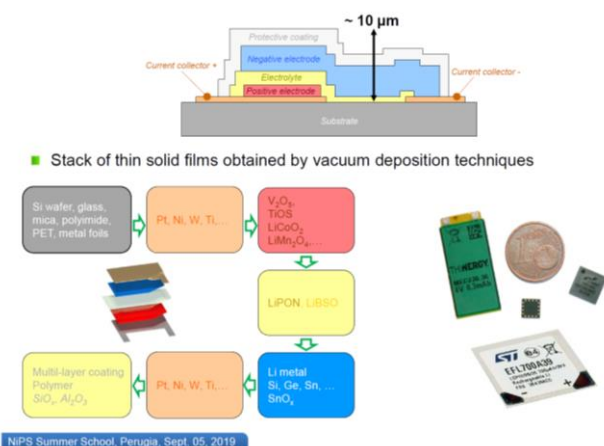 ~ 10 µm
Protective coating
Negative electrode
Current collector +
Current collector -
Electrolyte
Positive electrode
Substrate
Stack of thin solid films obtained by vacuum deposition techniques
Si wafer, glass,
mica, polyimide,
PET, metal foils
Pt, Ni, W, Ti,...
V₂O₅,
TiOS
LiCoO₂
LiMn₂O₄,...
LiPON, LiBSO
Li metal
Si, Ge, Sn, ...
SnOₓ
Pt, Ni, W, Ti,...
Multil-layer coating
Polymer
SiOₓ, Al₂O₃
THINERGY
ST
EFL700A39
NiPS Summer School, Perugia, Sept. 05, 2019